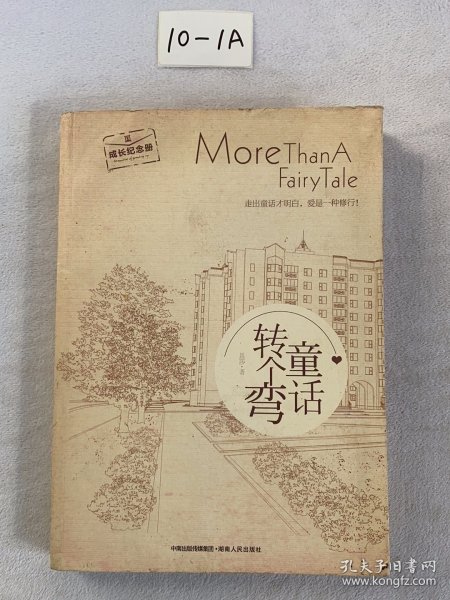 10-1A
成长纪念册
More Than A
Fairy Tale
走出童话才明白，爱是一种修行！
童话
转个弯
著
中南出版传媒集团·湖南人民出版社
孔夫子旧书网
www.kongfz.com